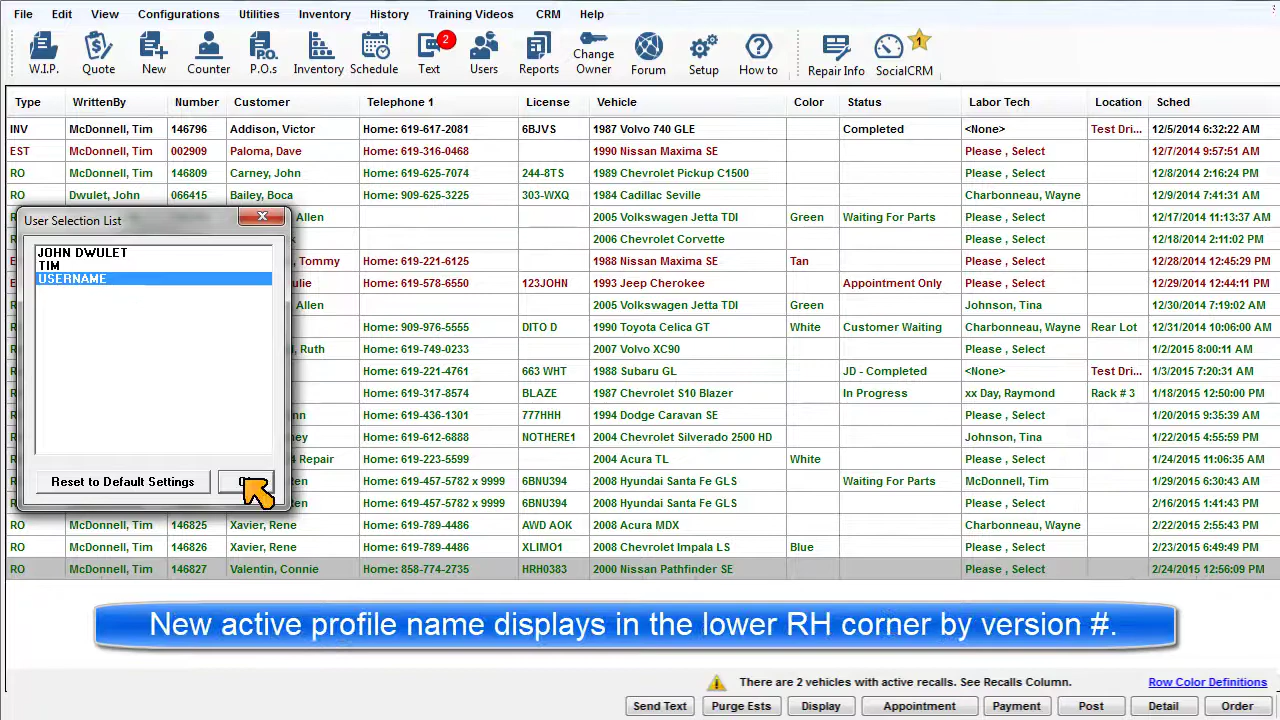 File Edit View Configurations Utilities Inventory History Training Videos CRM Help
2 1
W.I.P. Quote New Counter P.O.s Inventory Schedule Text Users Reports Change Owner Forum Setup How to Repair Info SocialCRM
Type WrittenBy Number Customer Telephone 1 License Vehicle Color Status Labor Tech Location Sched
INV McDonnell, Tim 146796 Addison, Victor Home: 619-617-2081 6BJVS 1987 Volvo 740 GLE Completed <None> Test Dri... 12/5/2014 6:32:22 AM
EST McDonnell, Tim 002909 Paloma, Dave Home: 619-316-0468 1990 Nissan Maxima SE Please , Select 12/7/2014 9:57:51 AM
RO McDonnell, Tim 146809 Carney, John Home: 619-625-7074 244-8TS 1989 Chevrolet Pickup C1500 Please , Select 12/8/2014 2:16:24 PM
RO Dwulet, John 066415 Bailey, Boca Home: 909-625-3225 303-WXQ 1984 Cadillac Seville Charbonneau, Wayne 12/9/2014 7:41:31 AM
Allen 2005 Volkswagen Jetta TDI Green Waiting For Parts Please , Select 12/17/2014 11:13:37 AM
2006 Chevrolet Corvette Please , Select 12/18/2014 2:11:02 PM
, Tommy Home: 619-221-6125 1988 Nissan Maxima SE Tan Please , Select 12/28/2014 12:45:29 PM
Home: 619-578-6550 123JOHN 1993 Jeep Cherokee Appointment Only Please , Select 12/29/2014 12:44:11 PM
Allen 2005 Volkswagen Jetta TDI Green Johnson, Tina 12/30/2014 7:19:02 AM
Home: 909-976-5555 DITO D 1990 Toyota Celica GT White Customer Waiting Charbonneau, Wayne Rear Lot 12/31/2014 10:06:00 AM
, Ruth Home: 619-749-0233 2007 Volvo XC90 Please , Select 1/2/2015 8:00:11 AM
Home: 619-221-4761 663 WHT 1988 Subaru GL JD - Completed <None> Test Dri... 1/3/2015 7:20:31 AM
Home: 619-317-8574 BLAZE 1987 Chevrolet S10 Blazer In Progress xx Day, Raymond Rack # 3 1/18/2015 12:50:00 PM
Home: 619-436-1301 777HHH 1994 Dodge Caravan SE Please , Select 1/20/2015 9:35:39 AM
Home: 619-612-6888 NOTHERE1 2004 Chevrolet Silverado 2500 HD Johnson, Tina 1/22/2015 4:55:59 PM
Repair Home: 619-223-5599 2004 Acura TL White Please , Select 1/24/2015 11:06:35 AM
Home: 619-457-5782 x 9999 6BNU394 2008 Hyundai Santa Fe GLS Waiting For Parts McDonnell, Tim 1/29/2015 6:30:43 AM
Home: 619-457-5782 x 9999 6BNU394 2008 Hyundai Santa Fe GLS Please , Select 2/16/2015 1:41:43 PM
RO McDonnell, Tim 146825 Xavier, Rene Home: 619-789-4486 AWD AOK 2008 Acura MDX Charbonneau, Wayne 2/22/2015 2:55:43 PM
RO McDonnell, Tim 146826 Xavier, Rene Home: 619-789-4486 XLIMO1 2008 Chevrolet Impala LS Blue Please , Select 2/23/2015 6:49:49 PM
RO McDonnell, Tim 146827 Valentin, Connie Home: 858-774-2735 HRH0383 2000 Nissan Pathfinder SE Please , Select 2/24/2015 12:56:09 PM
User Selection List
JOHN DWULET
TIM
USERNAME
Reset to Default Settings
New active profile name displays in the lower RH corner by version #.
There are 2 vehicles with active recalls. See Recalls Column. Row Color Definitions
Send Text Purge Ests Display Appointment Payment Post Detail Order